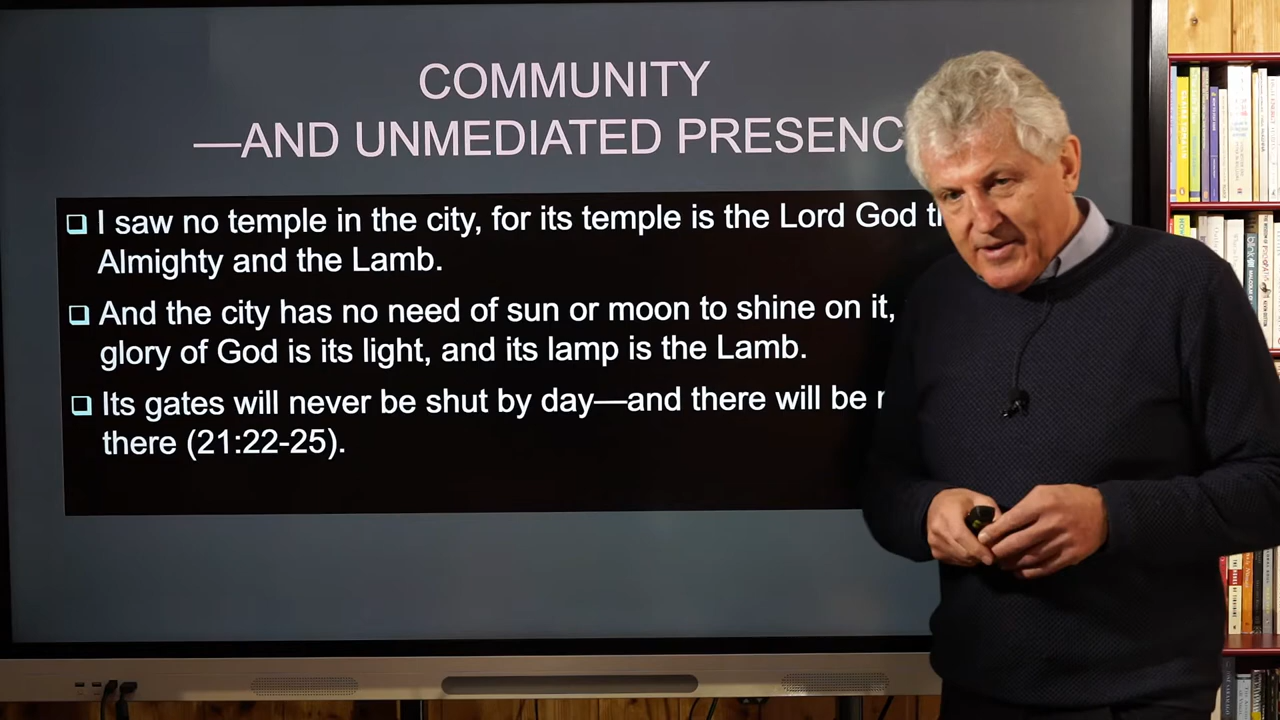 COMMUNITY
—AND UNMEDIATED PRESENC
I saw no temple in the city, for its temple is the Lord God
Almighty and the Lamb.
And the city has no need of sun or moon to shine on it,
glory of God is its light, and its lamp is the Lamb.
Its gates will never be shut by day—and there will be
there (21:22-25).